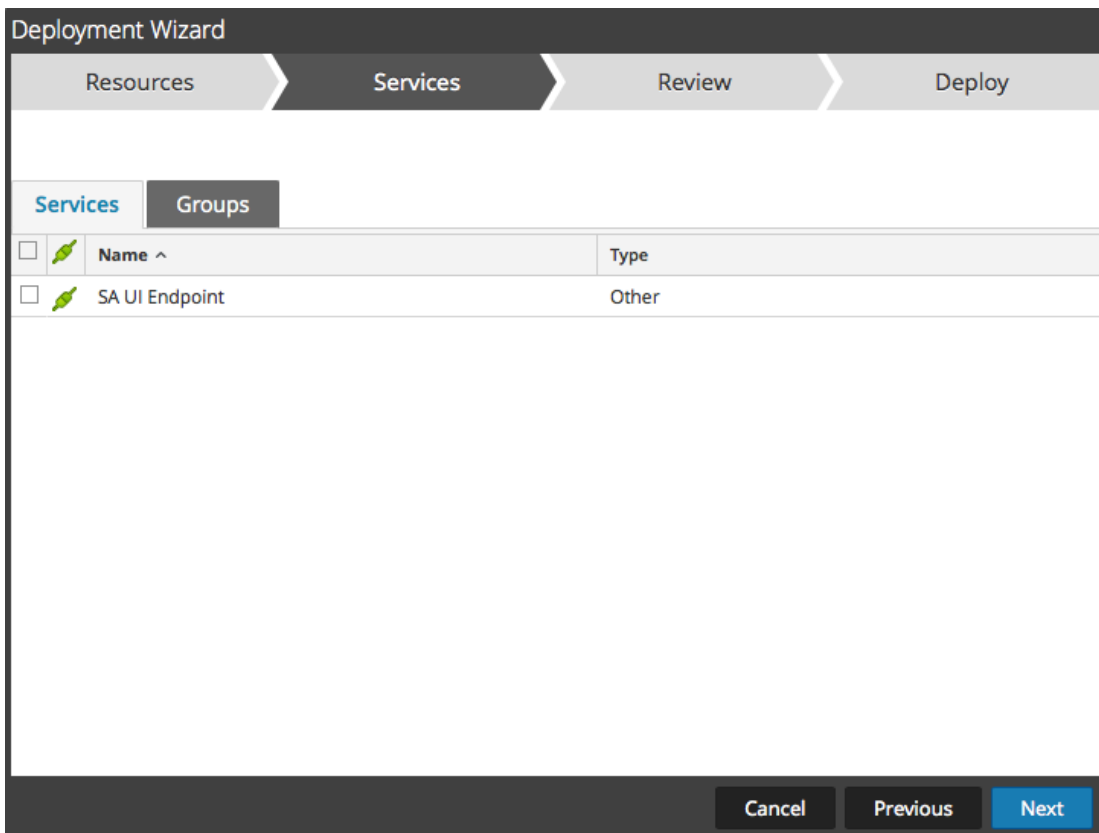 Deployment Wizard
Resources Services Review Deploy
Services Groups
Name Type
SA UI Endpoint Other
Cancel Previous Next